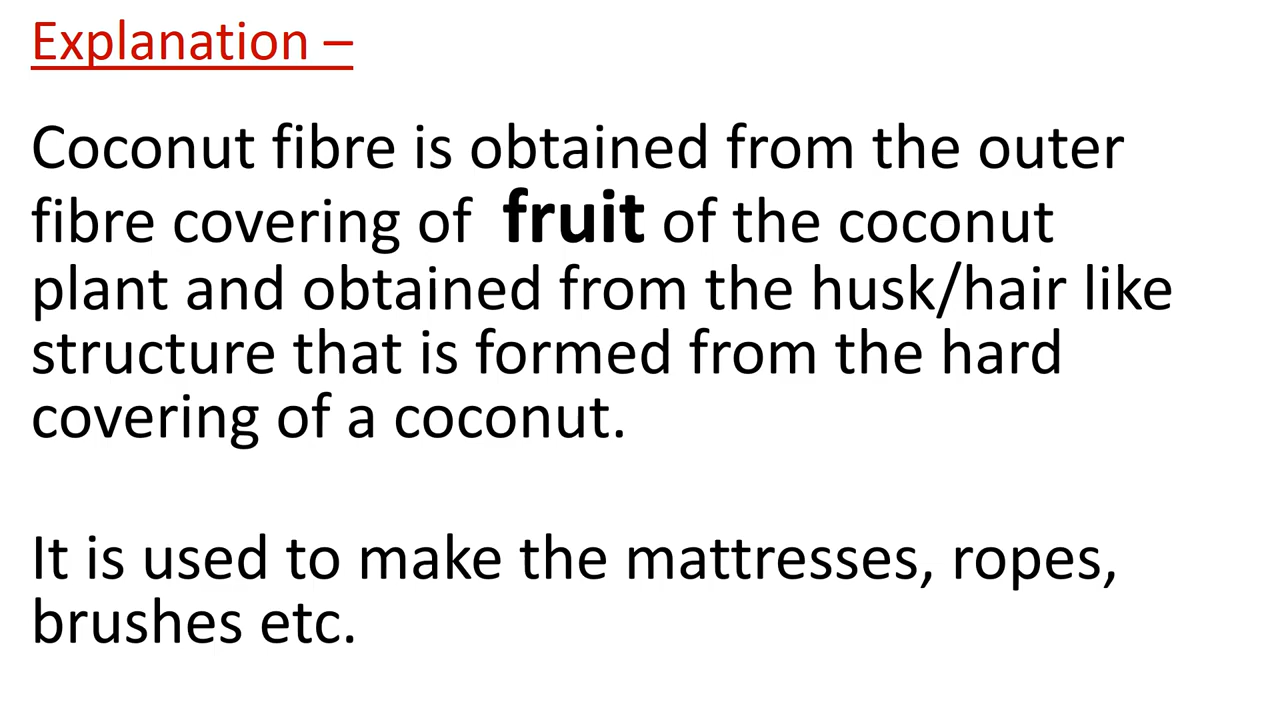 Explanation –
Coconut fibre is obtained from the outer
fibre covering of fruit of the coconut
plant and obtained from the husk/hair like
structure that is formed from the hard
covering of a coconut.
It is used to make the mattresses, ropes,
brushes etc.